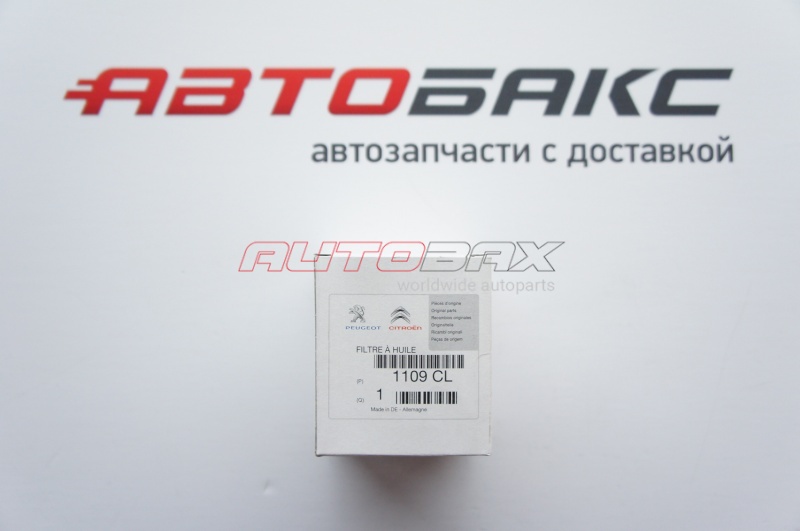 АВТОБАКС
автозапчасти с доставкой
AUTOBAX
worldwide autoparts
PEUGEOT CITROËN
Pièces d'origine
Original parts
Recambios originales
Originalteile
Ricambi originali
Peças de origem
FILTRE À HUILE
(P) 1109 CL
(Q) 1
Made in DE - Allemagne